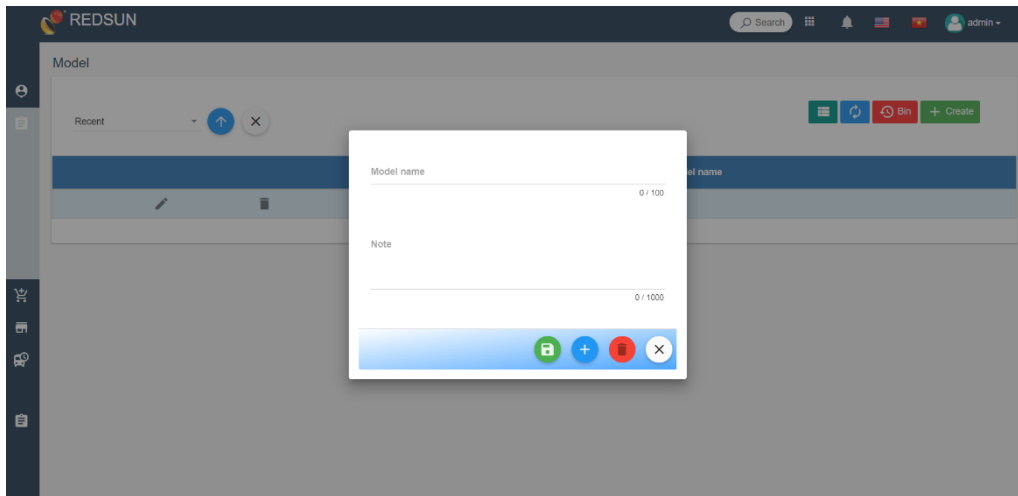 REDSUN
Search
admin
Model
Recent
Bin
Create
Model name
0 / 100
el name
Note
0 / 1000